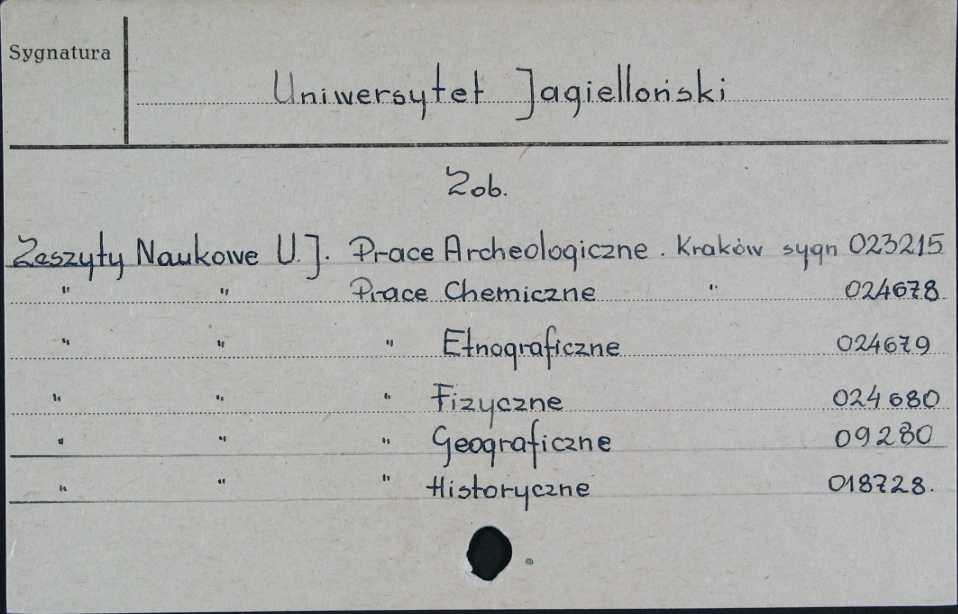 Sygnatura
Uniwersytet Jagielloński
Zob.
Zeszyty Naukowe U.J. Prace Archeologiczne. Kraków sygn 023215
" " Prace Chemiczne " 024678
" " " Etnograficzne 024679
" " " Fizyczne 024680
" " " Geograficzne 09280
" " " Historyczne 018728.